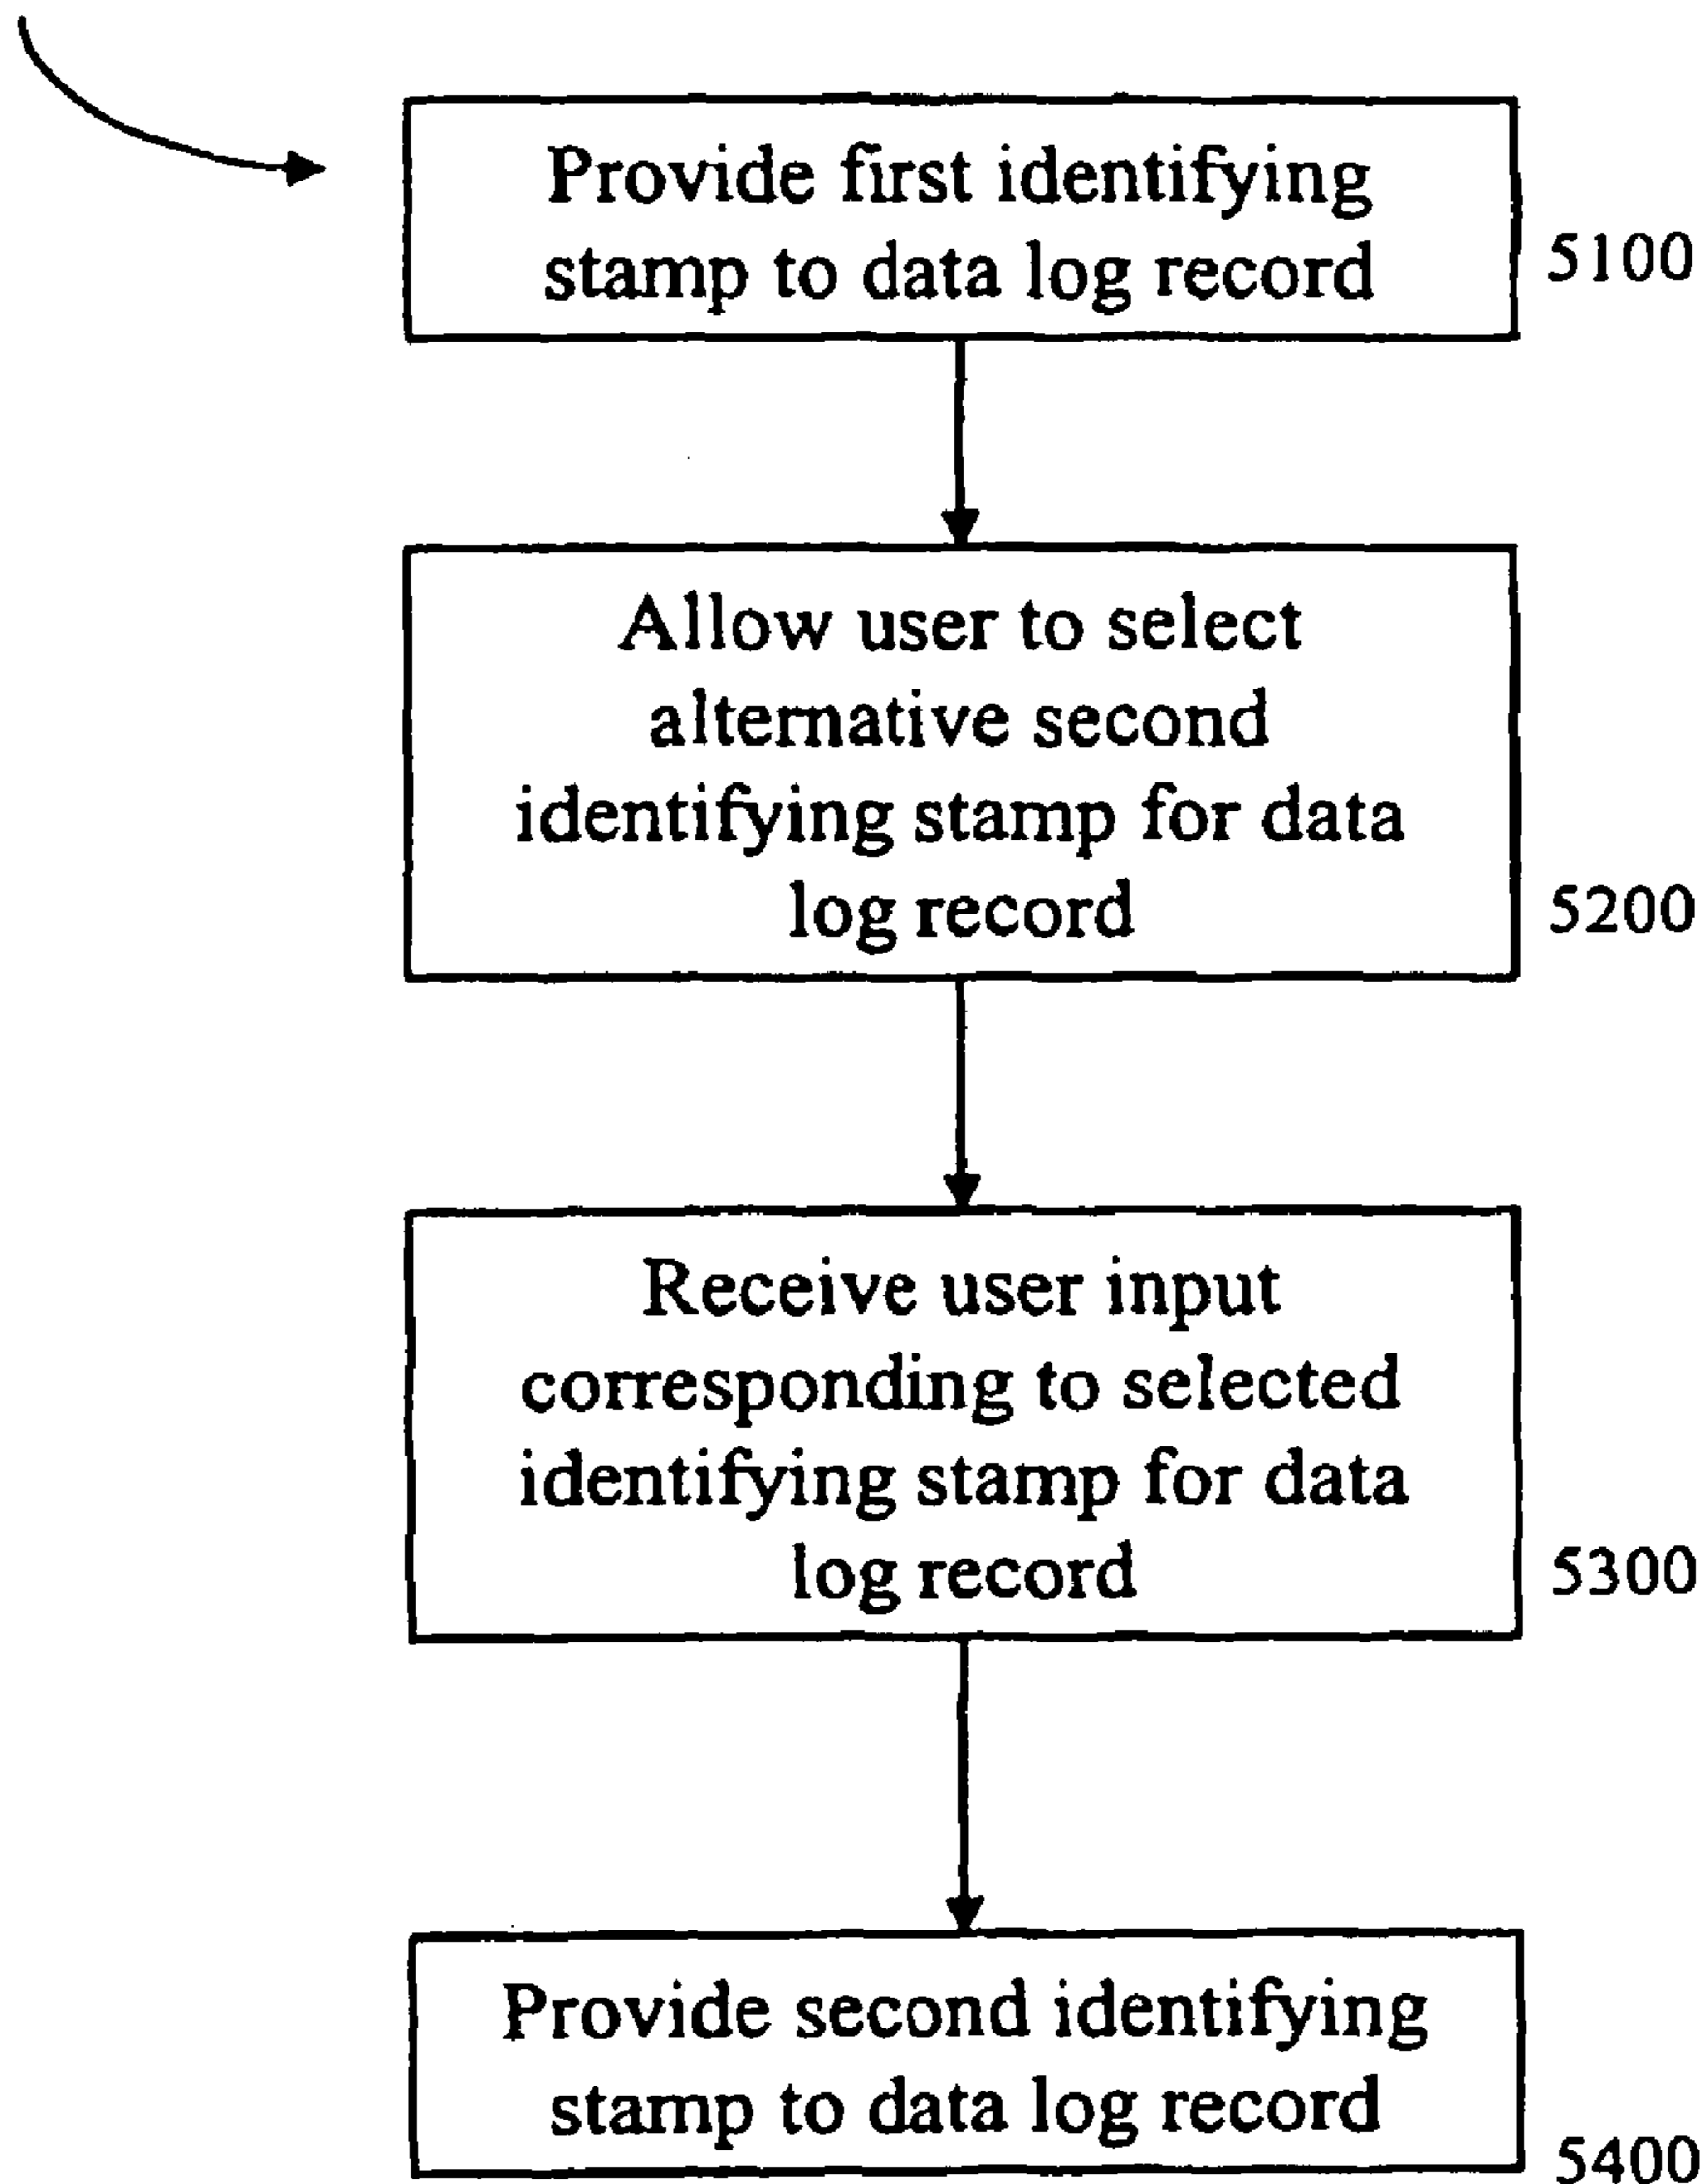 Provide first identifying
stamp to data log record
5100
Allow user to select
alternative second
identifying stamp for data
log record
5200
Receive user input
corresponding to selected
identifying stamp for data
log record
5300
Provide second identifying
stamp to data log record
5400